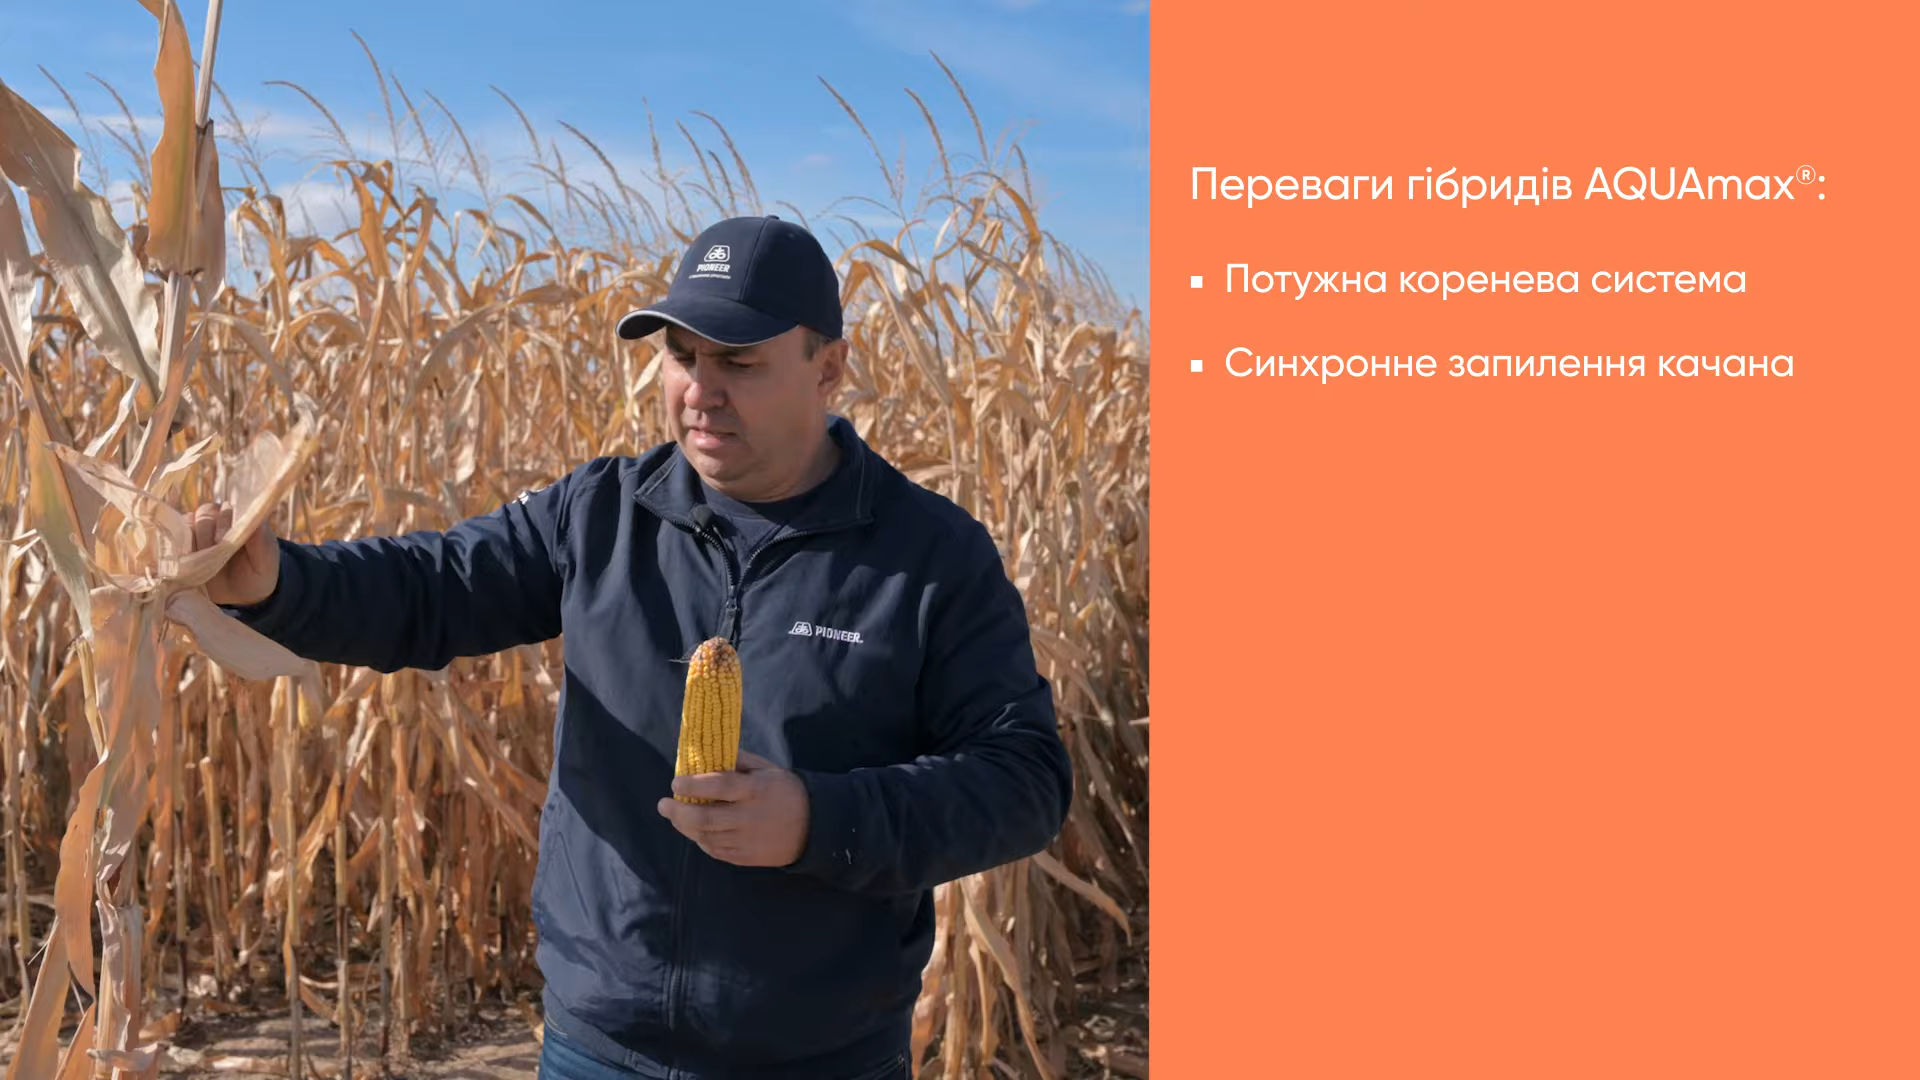 Переваги гібридів AQUAmax®:
▪ Потужна коренева система
▪ Синхронне запилення качана
PIONEER
PIONEER.